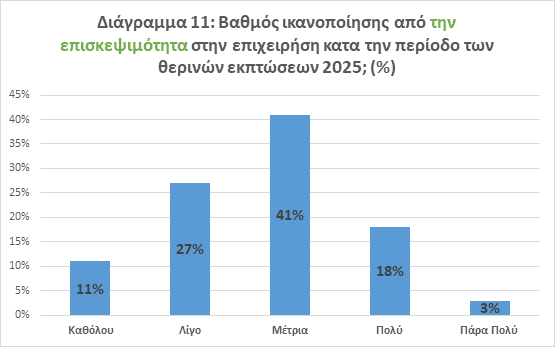 Διάγραμμα 11: Βαθμός ικανοποίησης από την
επισκεψιμότητα στην επιχειρήση κατα την περίοδο των
θερινών εκπτώσεων 2025; (%)
45%
40%
35%
30%
25%
20%
15%
10%
5%
0%
11%
27%
41%
18%
3%
Καθόλου
Λίγο
Μέτρια
Πολύ
Πάρα Πολύ